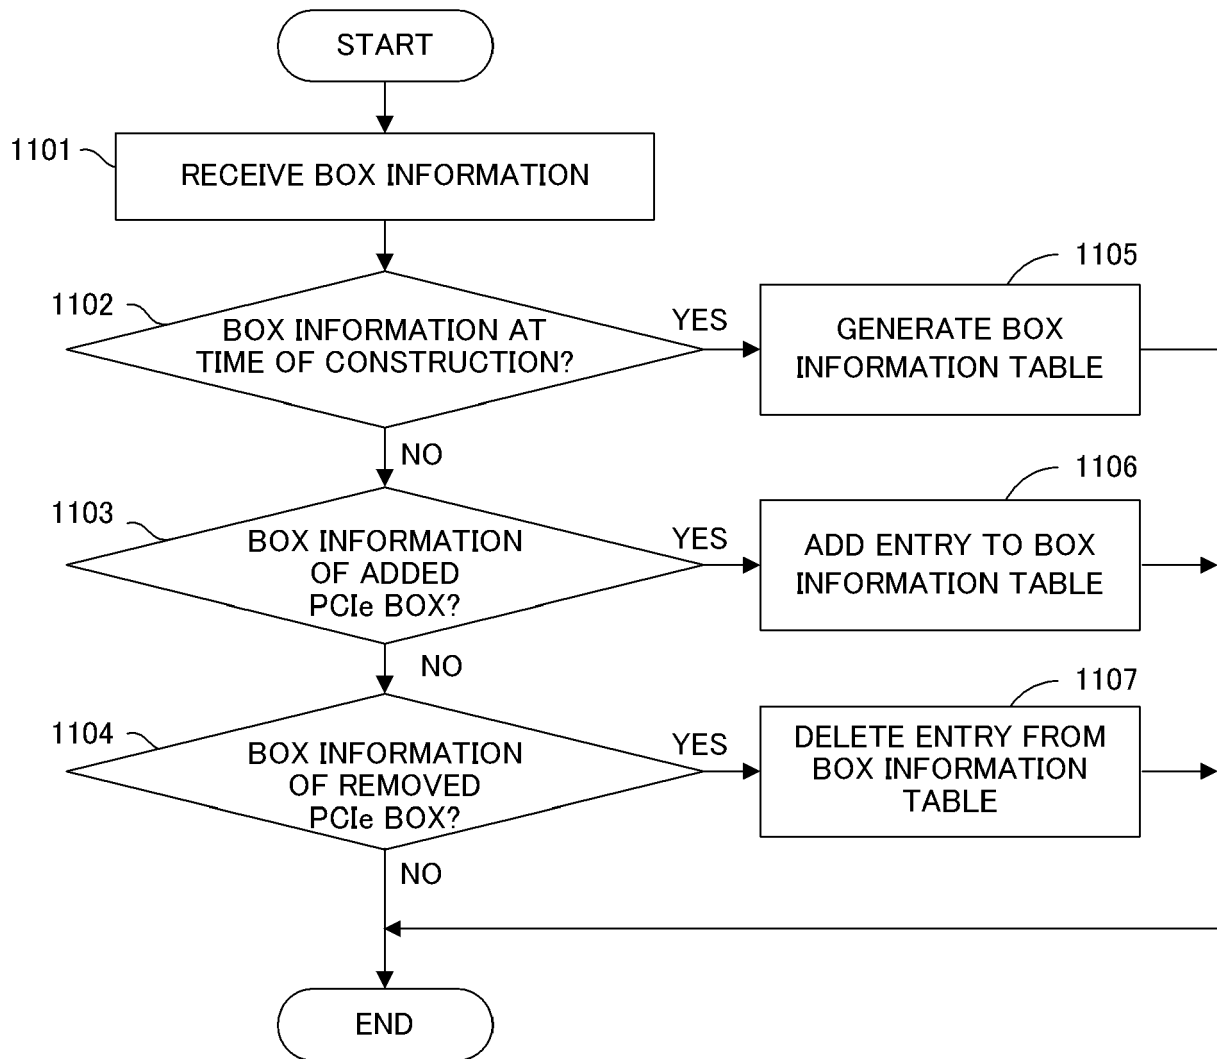 START
1101
RECEIVE BOX INFORMATION
1102
BOX INFORMATION AT
TIME OF CONSTRUCTION?
YES
1105
GENERATE BOX
INFORMATION TABLE
NO
1103
BOX INFORMATION
OF ADDED
PCIe BOX?
YES
1106
ADD ENTRY TO BOX
INFORMATION TABLE
NO
1104
BOX INFORMATION
OF REMOVED
PCIe BOX?
YES
1107
DELETE ENTRY FROM
BOX INFORMATION
TABLE
NO
END